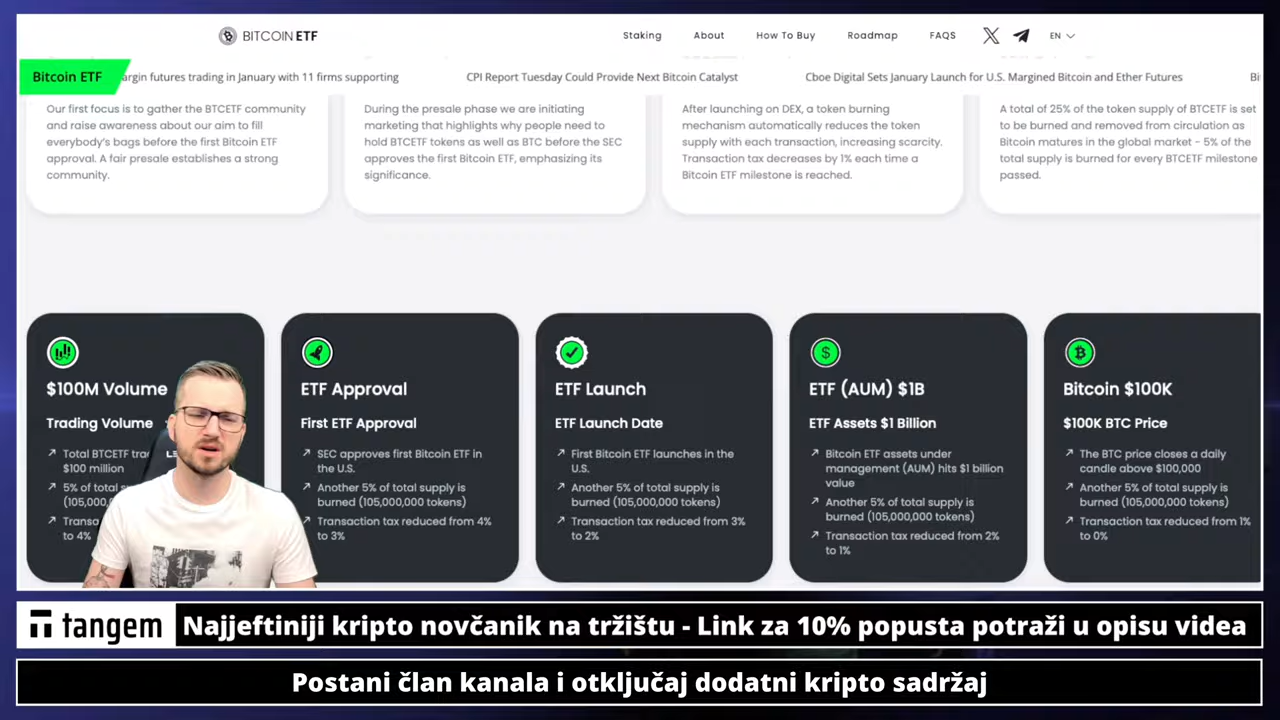 BITCOIN ETF
Staking
About
How To Buy
Roadmap
FAQS
EN
Bitcoin ETF
futures trading in January with 11 firms supporting
CPI Report Tuesday Could Provide Next Bitcoin Catalyst
Cboe Digital Sets January Launch for U.S. Margined Bitcoin and Ether Futures
Our first focus is to gather the BTCETF community
and raise awareness about our aim to fill
everybody's bags before the first Bitcoin ETF
approval. A fair presale establishes a strong
community.
During the presale phase we are initiating
marketing that highlights why people need to
hold BTCETF tokens as well as BTC before the SEC
approves the first Bitcoin ETF, emphasizing its
significance.
After launching on DEX, a token burning
mechanism automatically reduces the token
supply with each transaction, increasing scarcity.
Transaction tax decreases by 1% each time a
Bitcoin ETF milestone is reached.
A total of 25% of the token supply of BTCETF is set
to be burned and removed from circulation as
Bitcoin matures in the global market - 5% of the
total supply is burned for every BTCETF milestone
passed.
$100M Volume
Trading Volume
Total BTCETF
$100 million
5% of total
to 4%
ETF Approval
First ETF Approval
SEC approves first Bitcoin ETF in
the U.S.
Another 5% of total supply is
burned (105,000,000 tokens)
Transaction tax reduced from 4%
to 3%
ETF Launch
ETF Launch Date
First Bitcoin ETF launches in the
U.S.
Another 5% of total supply is
burned (105,000,000 tokens)
Transaction tax reduced from 3%
to 2%
ETF (AUM) $1B
ETF Assets $1 Billion
Bitcoin ETF assets under
management (AUM) hits $1 billion
value
Another 5% of total supply is
burned (105,000,000 tokens)
Transaction tax reduced from 2%
to 1%
Bitcoin $100K
$100K BTC Price
The BTC price closes a daily
candle above $100,000
Another 5% of total supply is
burned (105,000,000 tokens)
Transaction tax reduced from 1%
to 0%
tangem
Najjeftiniji kripto novčanik na tržištu - Link za 10% popusta potraži u opisu videa
Postani član kanala i otključaj dodatni kripto sadržaj